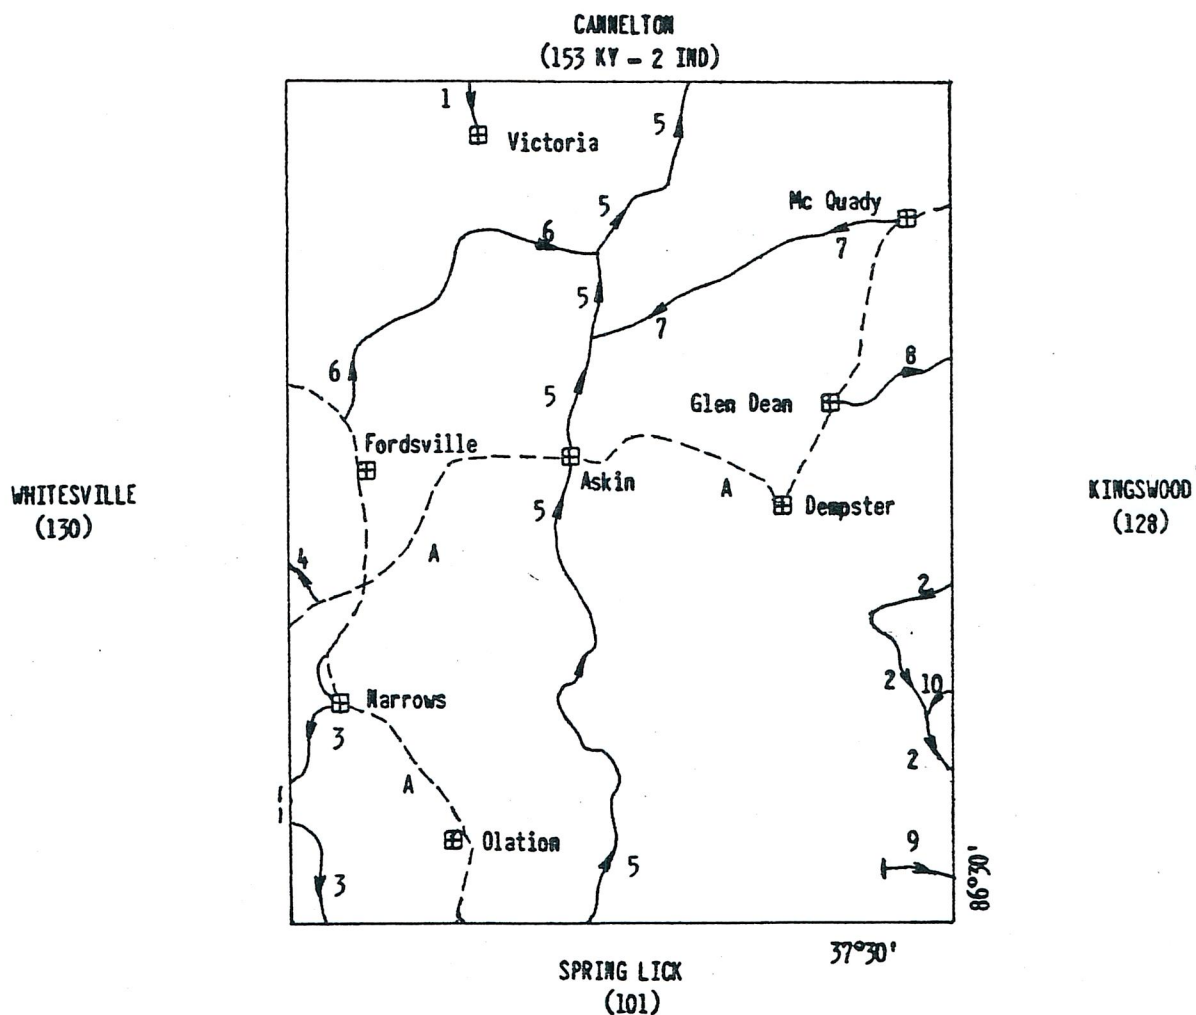 CANNELTON
(153 KY - 2 IND)
1
Victoria
5
5
Mc Quady
6
7
5
7
6
5
8
Glen Dean
Fordsville
Askin
A
Dempster
WHITESVILLE
(130)
KINGSWOOD
(128)
5
4
A
2
2
10
Narrows
3
2
A
Olation
9
3
5
86°30'
37°30'
SPRING LICK
(101)